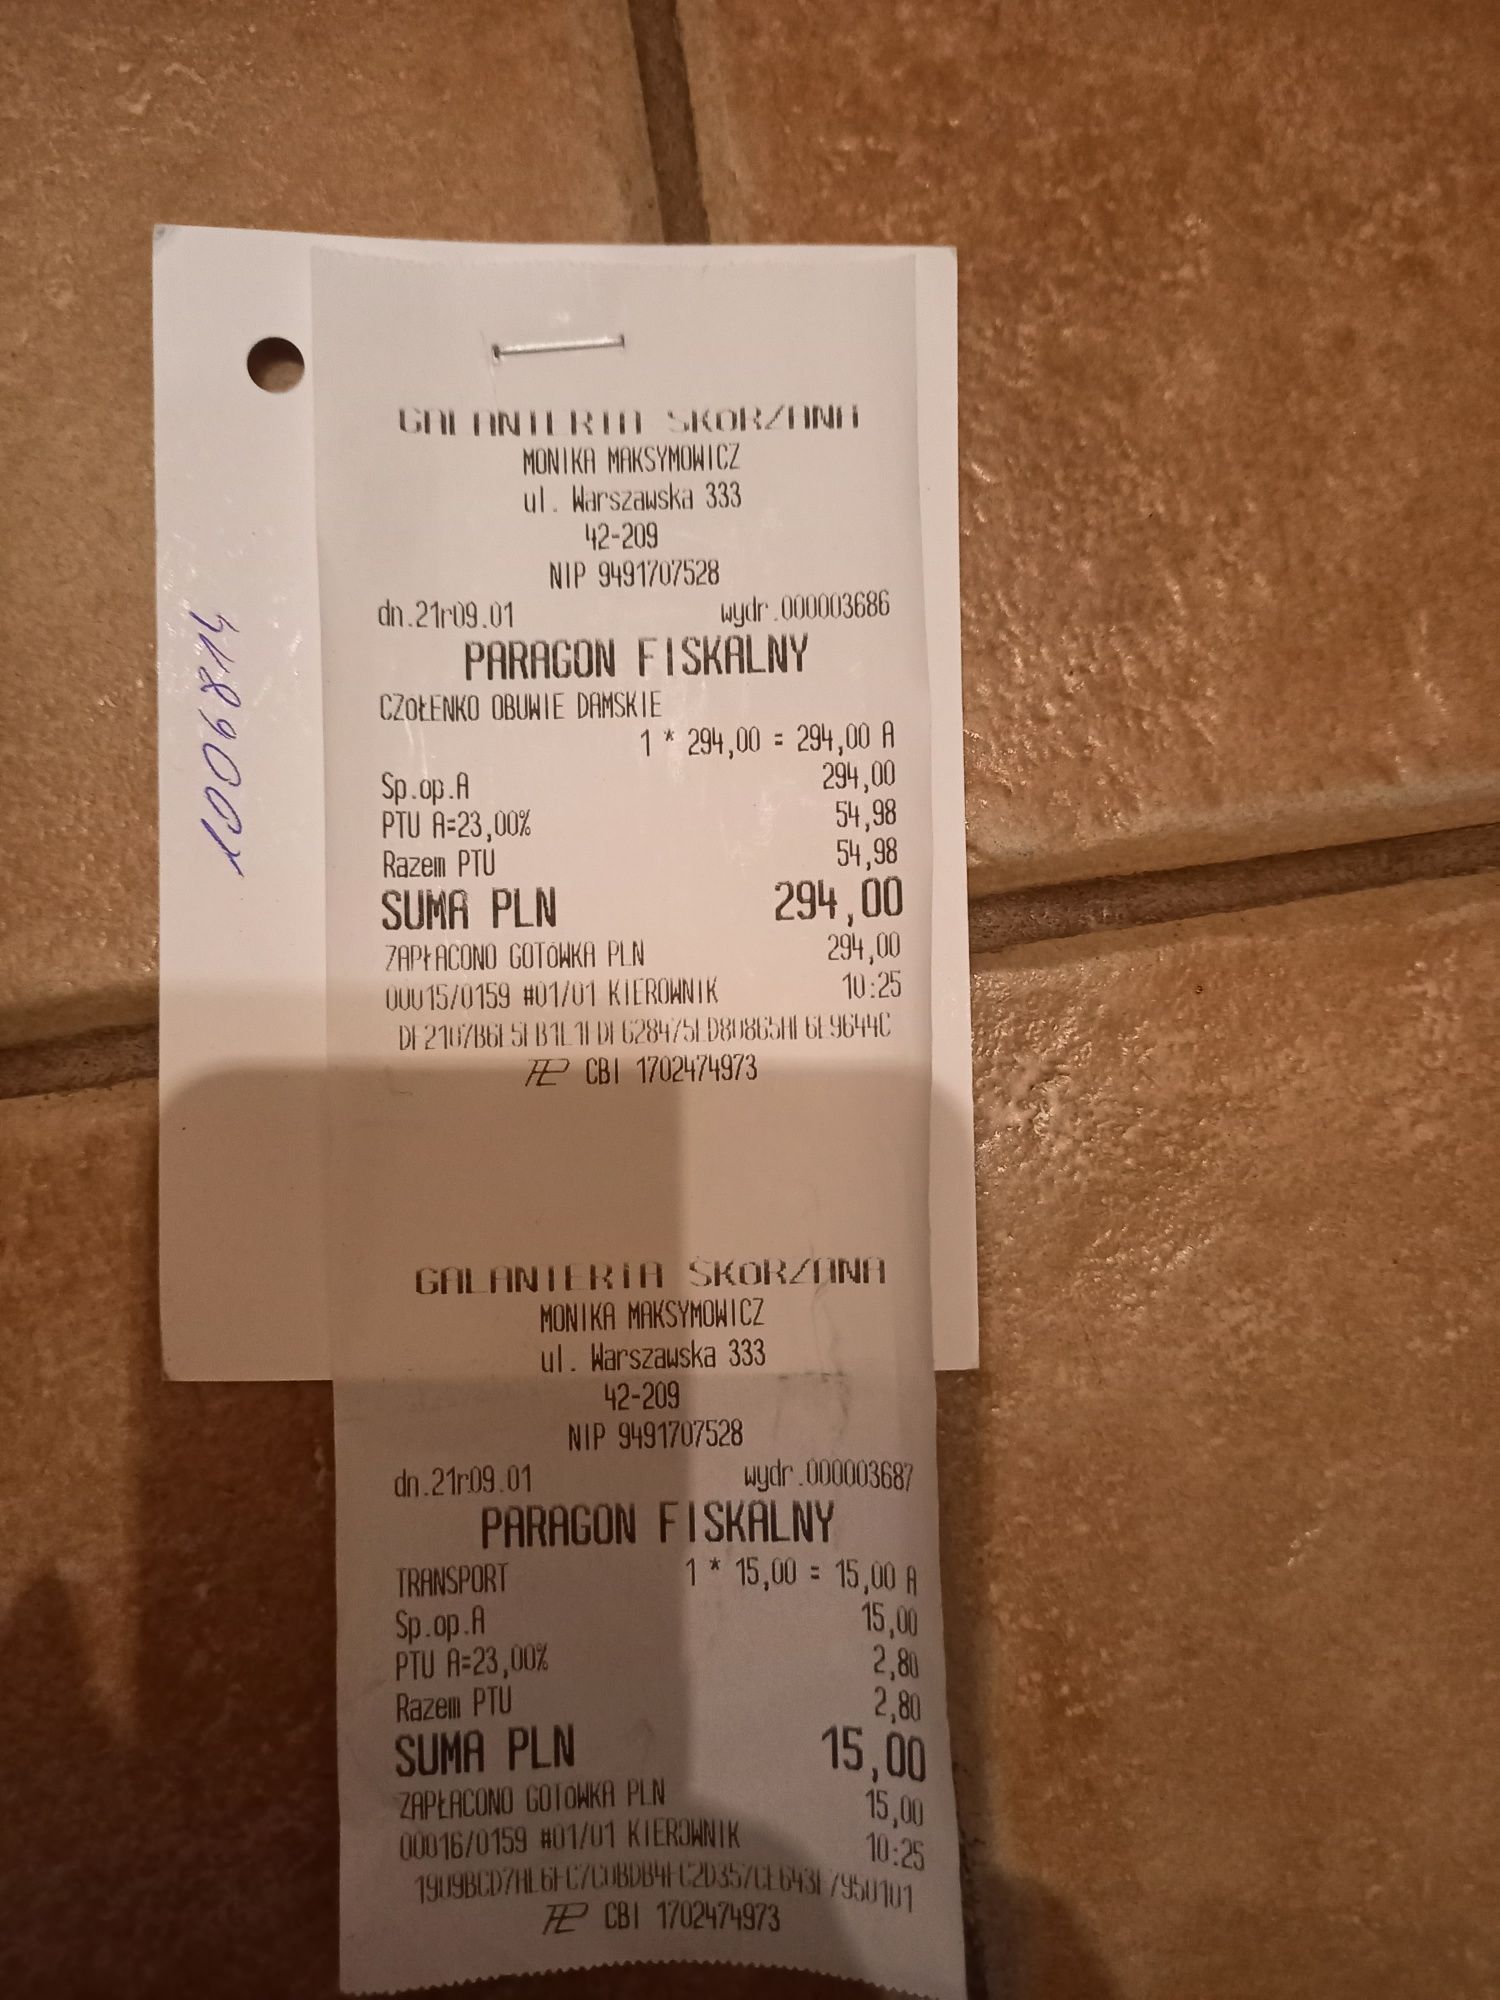 1006814
GALANTERIA SKÓRZANA
MONIKA MAKSYMOWICZ
ul. Warszawska 333
42-209
NIP 9491707528
dn.21r09.01 wydr.000003686
PARAGON FISKALNY
CZÓŁENKO OBUWIE DAMSKIE
1 * 294,00 = 294,00 A
Sp.op.A 294,00
PTU A=23,00% 54,98
Razem PTU 54,98
SUMA PLN 294,00
ZAPŁACONO GOTÓWKA PLN 294,00
00015/0159 #01/01 KIEROWNIK 10:25
CBI 1702474973
GALANTERIA SKÓRZANA
MONIKA MAKSYMOWICZ
ul. Warszawska 333
42-209
NIP 9491707528
dn.21r09.01 wydr.000003687
PARAGON FISKALNY
TRANSPORT 1 * 15,00 = 15,00 A
Sp.op.A 15,00
PTU A=23,00% 2,80
Razem PTU 2,80
SUMA PLN 15,00
ZAPŁACONO GOTÓWKA PLN 15,00
00016/0159 #01/01 KIEROWNIK 10:25
CBI 1702474973